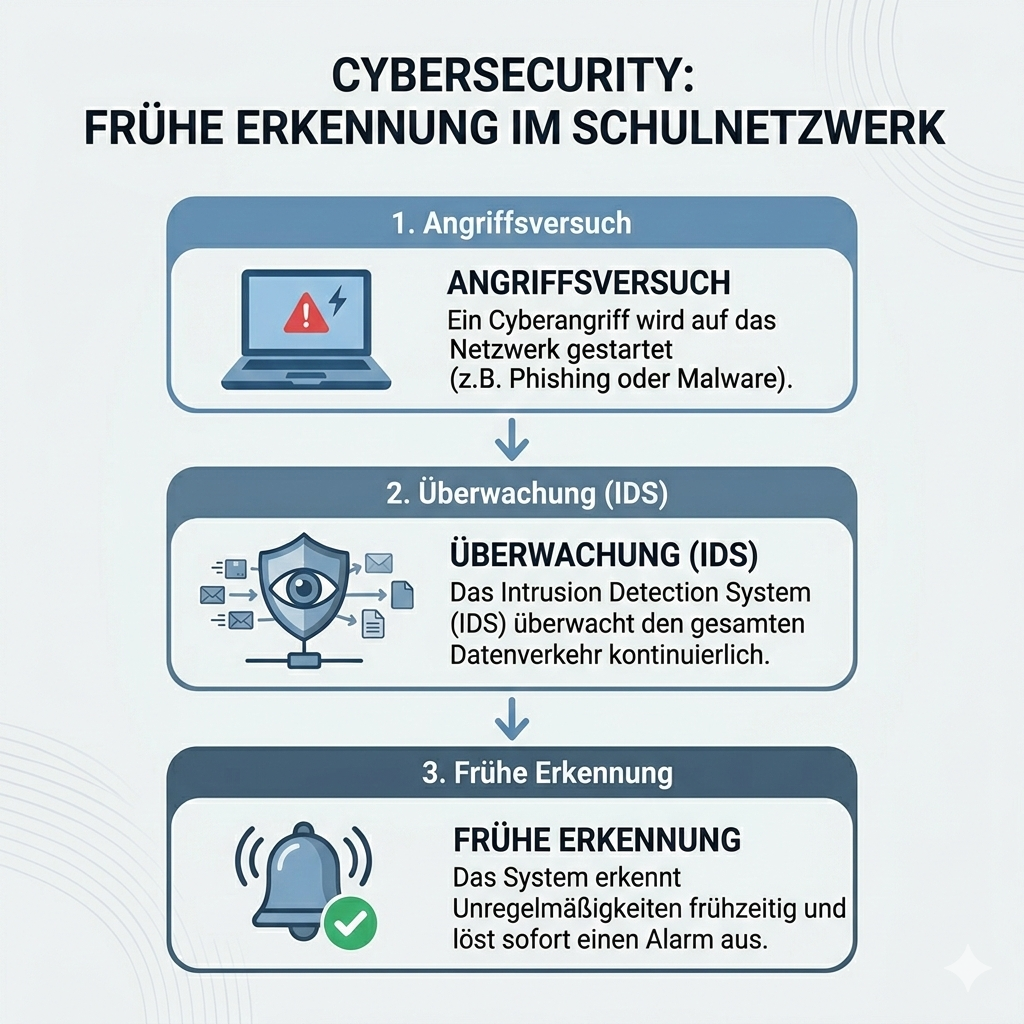 CYBERSECURITY:
FRÜHE ERKENNUNG IM SCHULNETZWERK
1. Angriffsversuch
ANGRIFFSVERSUCH
Ein Cyberangriff wird auf das
Netzwerk gestartet
(z.B. Phishing oder Malware).
2. Überwachung (IDS)
ÜBERWACHUNG (IDS)
Das Intrusion Detection System
(IDS) überwacht den gesamten
Datenverkehr kontinuierlich.
3. Frühe Erkennung
FRÜHE ERKENNUNG
Das System erkennt
Unregelmäßigkeiten frühzeitig und
löst sofort einen Alarm aus.